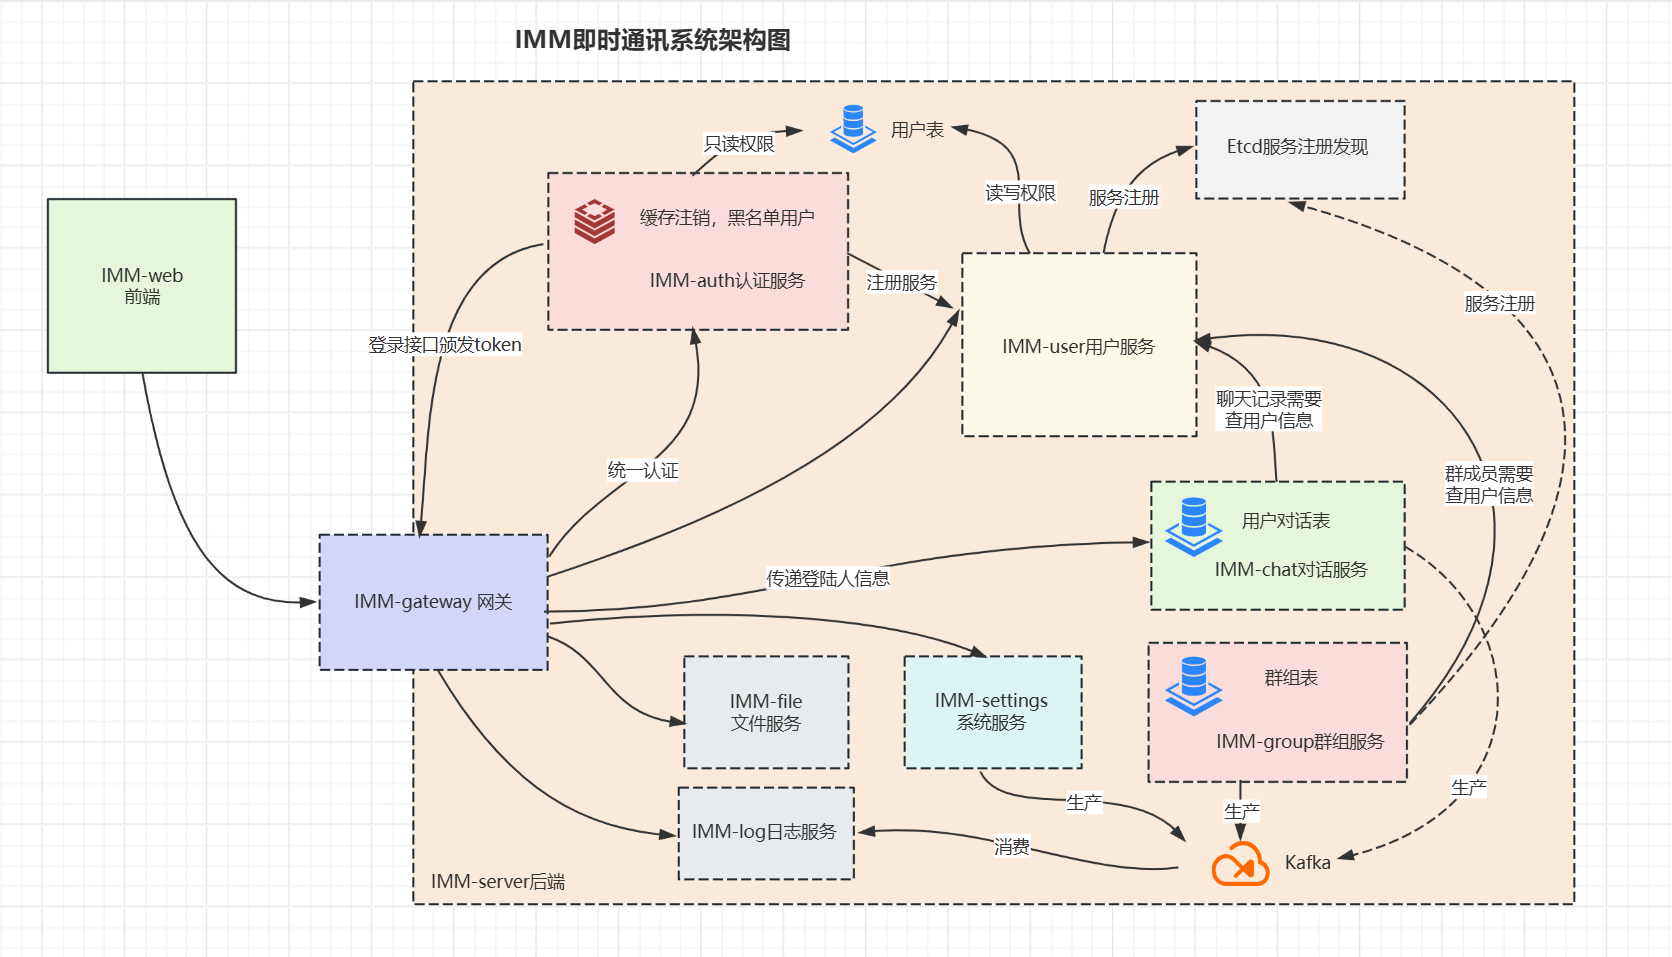 IMM即时通讯系统架构图
只读权限
用户表
Etcd服务注册发现
读写权限
服务注册
缓存注销，黑名单用户
IMM-auth认证服务
注册服务
IMM-web
前端
服务注册
登录接口颁发token
IMM-user用户服务
聊天记录需要
查用户信息
统一认证
群成员需要
查用户信息
用户对话表
IMM-chat对话服务
传递登陆人信息
IMM-gateway 网关
IMM-file
文件服务
IMM-settings
系统服务
群组表
IMM-group群组服务
生产
生产
生产
IMM-log日志服务
消费
Kafka
IMM-server后端